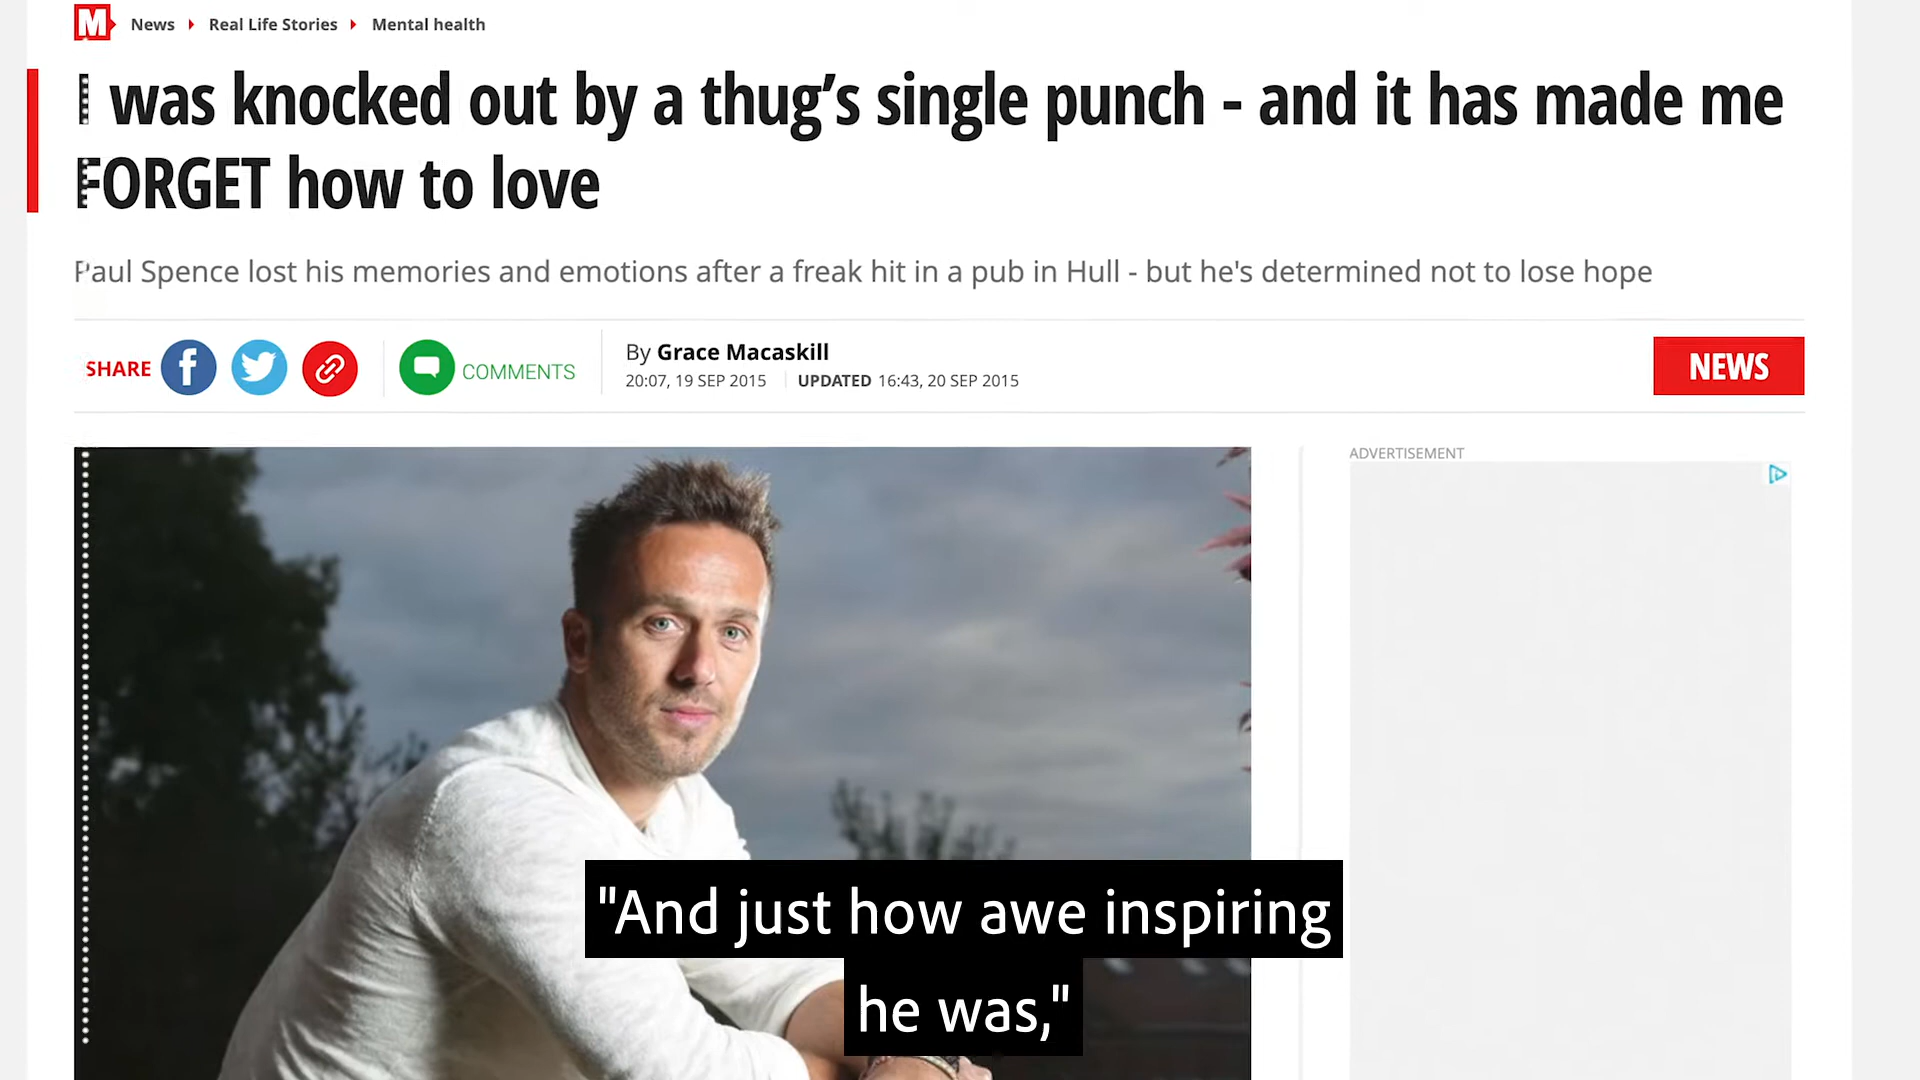 M News Real Life Stories Mental health
I was knocked out by a thug’s single punch - and it has made me
FORGET how to love
Paul Spence lost his memories and emotions after a freak hit in a pub in Hull - but he's determined not to lose hope
SHARE COMMENTS
By Grace Macaskill
20:07, 19 SEP 2015 UPDATED 16:43, 20 SEP 2015
NEWS
ADVERTISEMENT
"And just how awe inspiring
he was,"